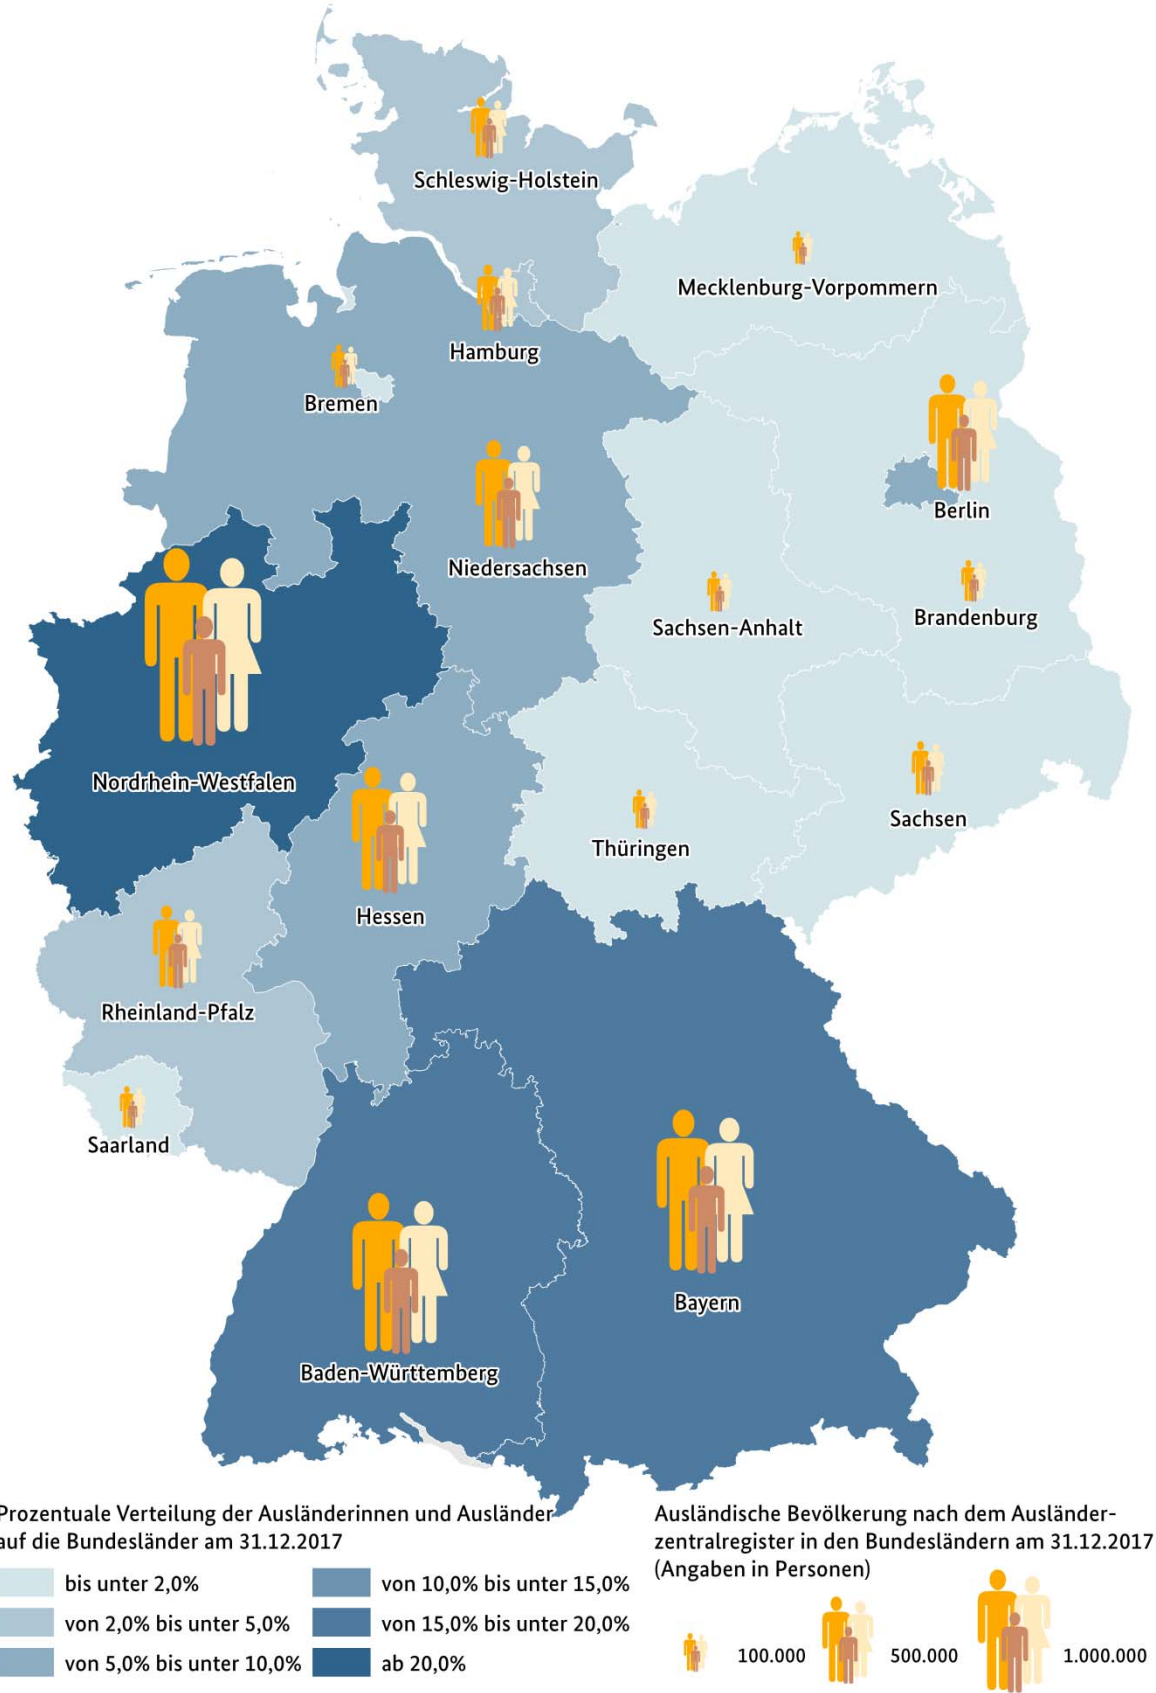 Schleswig-Holstein
Mecklenburg-Vorpommern
Hamburg
Bremen
Berlin
Niedersachsen
Brandenburg
Sachsen-Anhalt
Nordrhein-Westfalen
Sachsen
Thüringen
Hessen
Rheinland-Pfalz
Saarland
Bayern
Baden-Württemberg
Prozentuale Verteilung der Ausländerinnen und Ausländer
auf die Bundesländer am 31.12.2017
bis unter 2,0%
von 2,0% bis unter 5,0%
von 5,0% bis unter 10,0%
von 10,0% bis unter 15,0%
von 15,0% bis unter 20,0%
ab 20,0%
Ausländische Bevölkerung nach dem Auslände­r-
zentralregister in den Bundesländern am 31.12.2017
(Angaben in Personen)
100.000
500.000
1.000.000